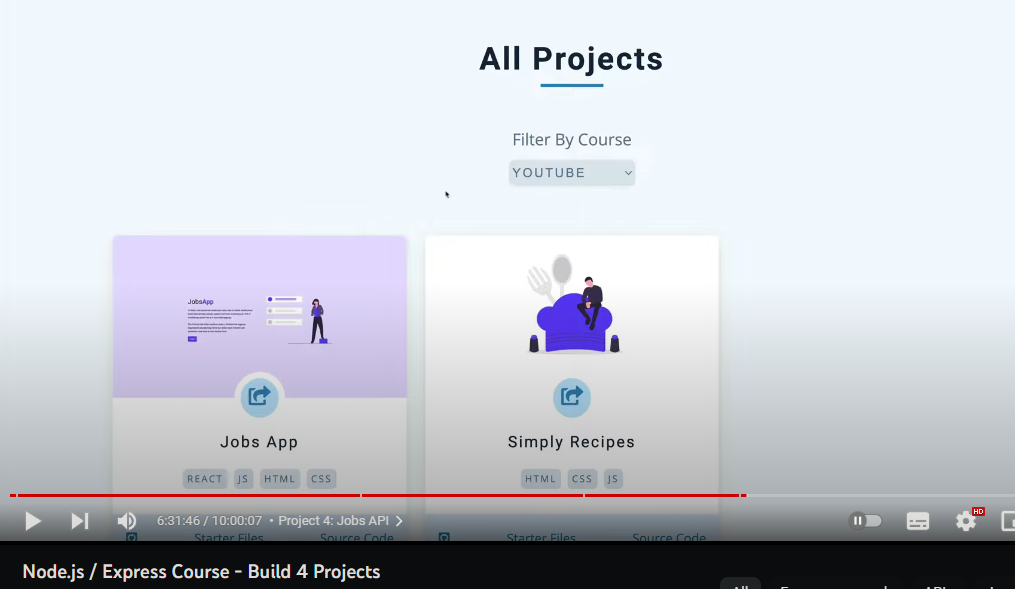 All Projects
Filter By Course
YOUTUBE
JobsApp
Jobs App
REACT JS HTML CSS
Simply Recipes
HTML CSS JS
6:31:46 / 10:00:07 • Project 4: Jobs API
HD
Starter Files Source Code
Starter Files Source Code
Node.js / Express Course - Build 4 Projects
All